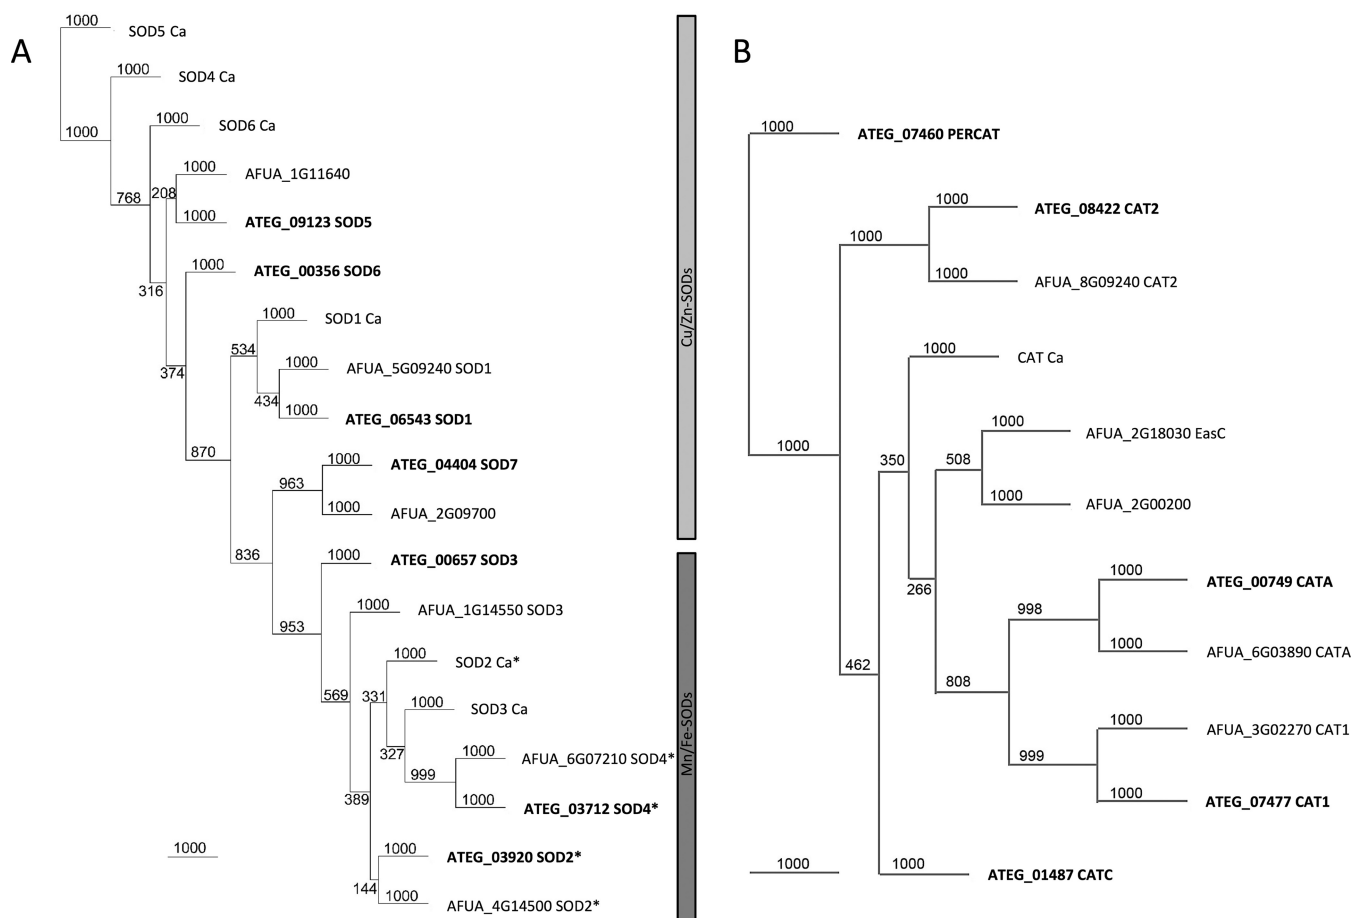 A
1000
SOD5 Ca
1000
SOD4 Ca
1000
1000
SOD6 Ca
768
1000
AFUA_1G11640
208
1000
ATEG_09123 SOD5
316
1000
ATEG_00356 SOD6
374
1000
SOD1 Ca
534
1000
AFUA_5G09240 SOD1
434
1000
ATEG_06543 SOD1
870
1000
ATEG_04404 SOD7
963
1000
AFUA_2G09700
836
1000
ATEG_00657 SOD3
953
1000
AFUA_1G14550 SOD3
569
1000
SOD2 Ca*
331
1000
SOD3 Ca
327
1000
AFUA_6G07210 SOD4*
999
1000
ATEG_03712 SOD4*
389
1000
ATEG_03920 SOD2*
144
1000
AFUA_4G14500 SOD2*
1000
Cu/Zn-SODs
Mn/Fe-SODs
B
1000
ATEG_07460 PERCAT
1000
ATEG_08422 CAT2
1000
1000
AFUA_8G09240 CAT2
1000
1000
CAT Ca
350
1000
AFUA_2G18030 EasC
508
1000
AFUA_2G00200
266
1000
ATEG_00749 CATA
998
1000
AFUA_6G03890 CATA
462
808
1000
AFUA_3G02270 CAT1
999
1000
ATEG_07477 CAT1
1000
ATEG_01487 CATC
1000